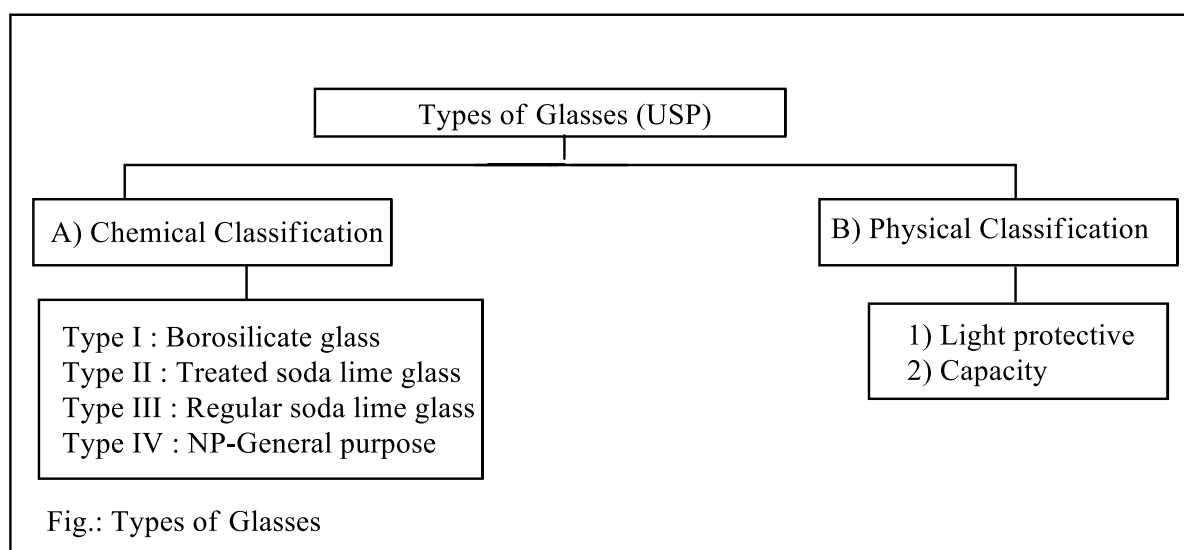 Types of Glasses (USP)
A) Chemical Classification
B) Physical Classification
Type I : Borosilicate glass
Type II : Treated soda lime glass
Type III : Regular soda lime glass
Type IV : NP-General purpose
1) Light protective
2) Capacity
Fig.: Types of Glasses